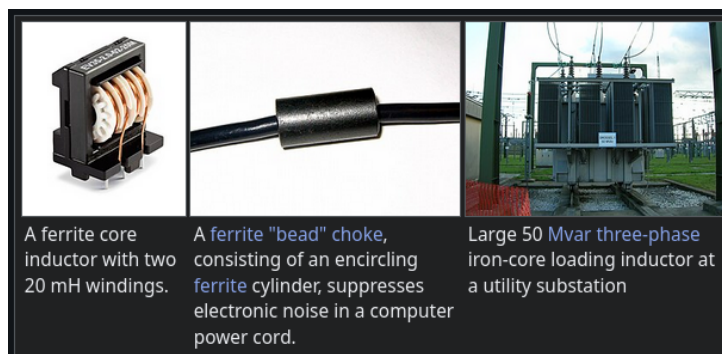 A ferrite core
inductor with two
20 mH windings.
A ferrite "bead" choke,
consisting of an encircling
ferrite cylinder, suppresses
electronic noise in a computer
power cord.
Large 50 Mvar three-phase
iron-core loading inductor at
a utility substation